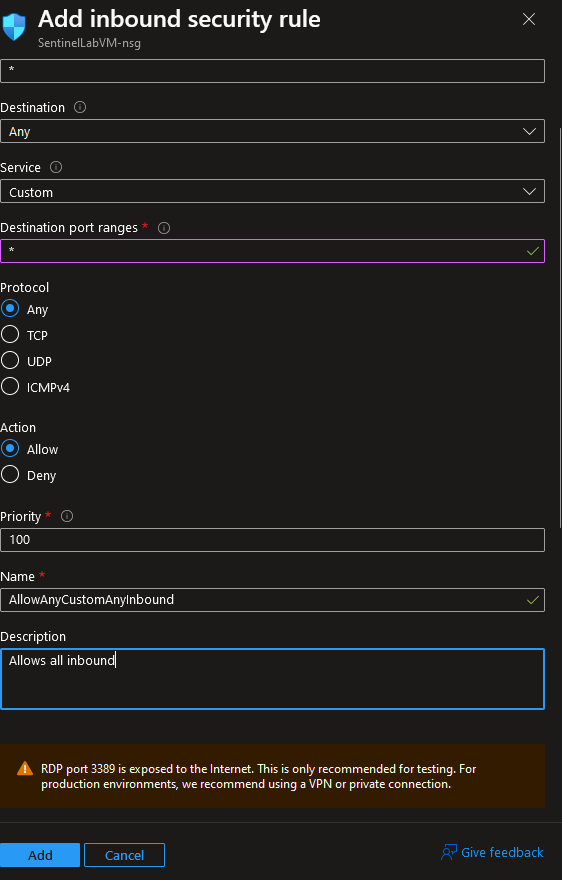 Add inbound security rule
SentinelLabVM-nsg
*
Destination
Any
Service
Custom
Destination port ranges *
*
Protocol
Any
TCP
UDP
ICMPv4
Action
Allow
Deny
Priority *
100
Name *
AllowAnyCustomAnyInbound
Description
Allows all inbound
RDP port 3389 is exposed to the Internet. This is only recommended for testing. For
production environments, we recommend using a VPN or private connection.
Add
Cancel
Give feedback